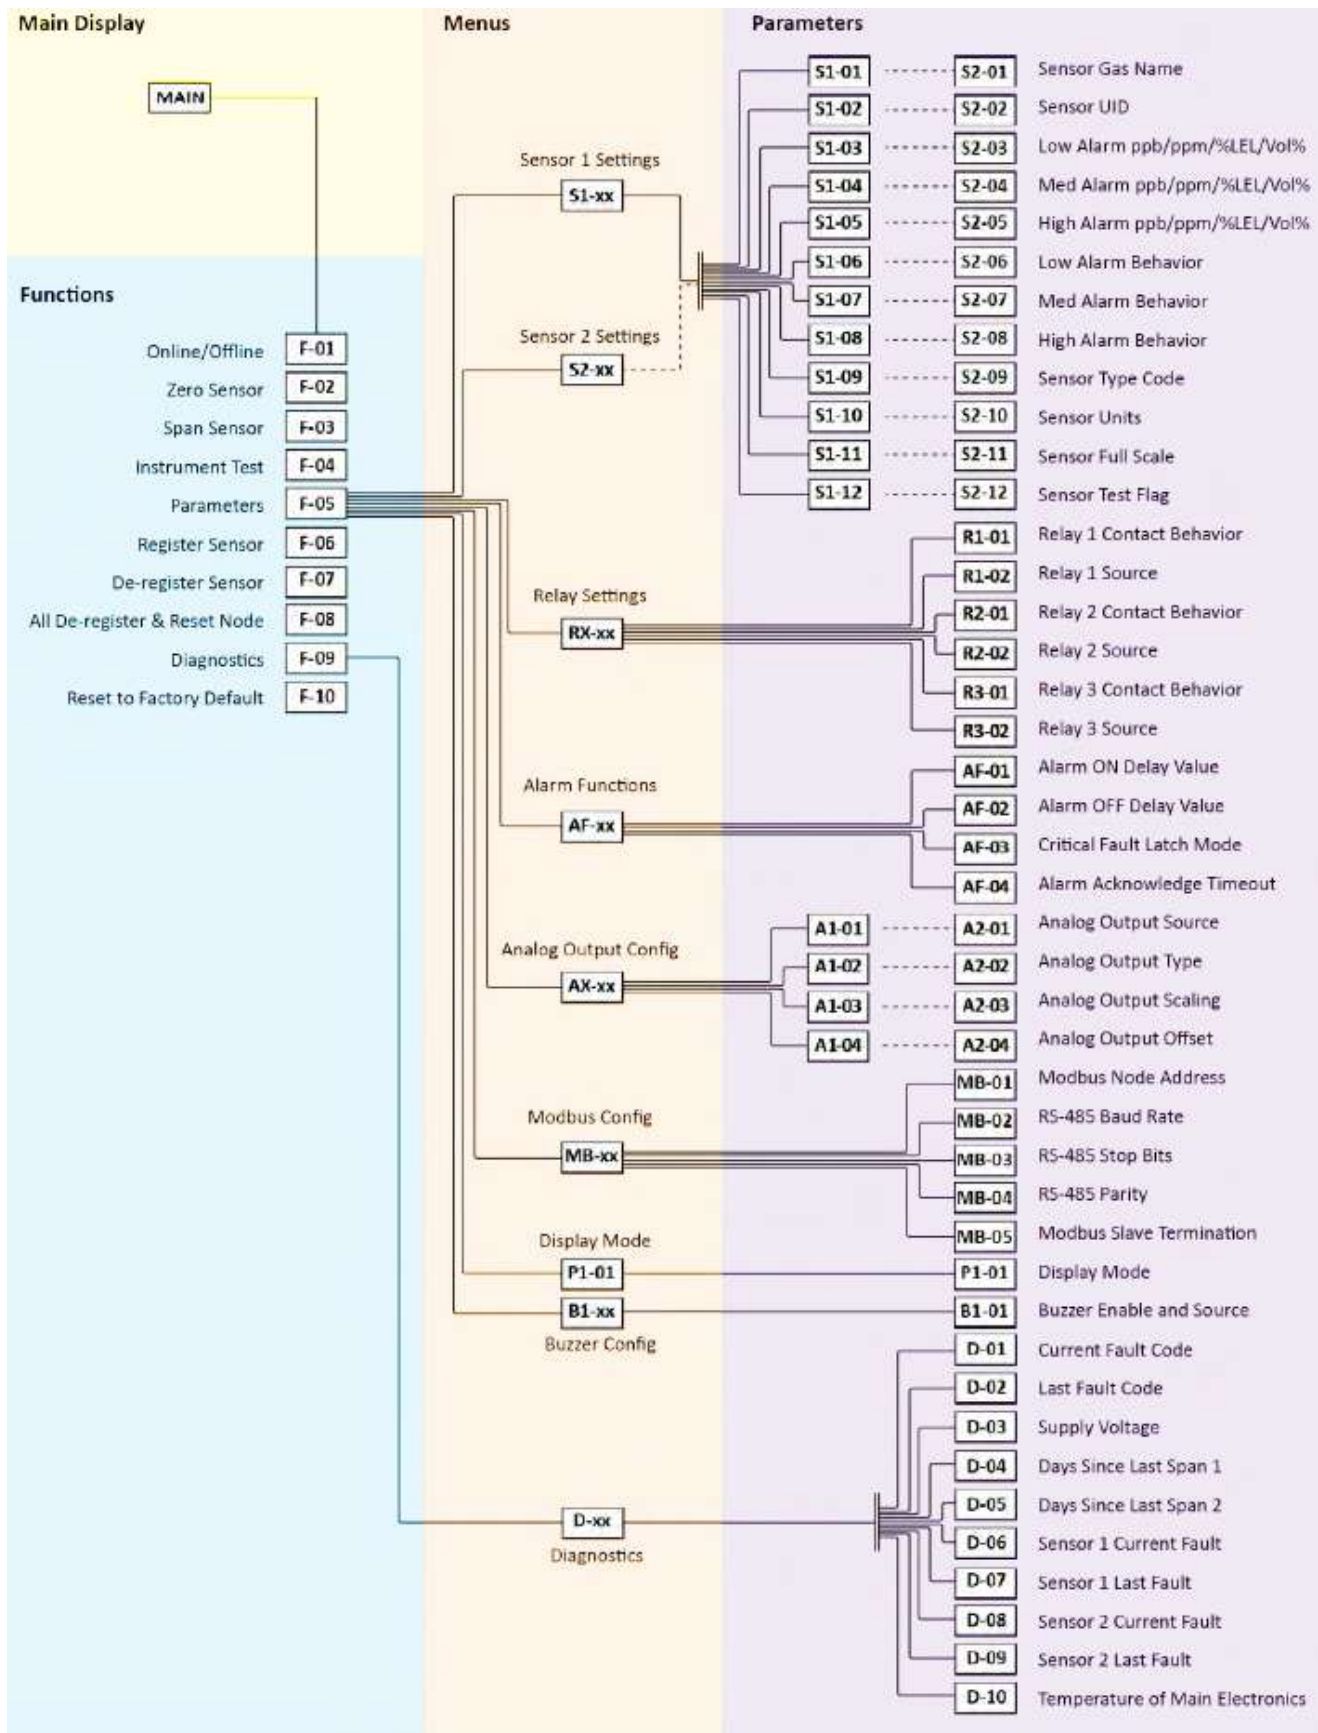 Main Display
Menus
Parameters
MAIN
Functions
Online/Offline F-01
Zero Sensor F-02
Span Sensor F-03
Instrument Test F-04
Parameters F-05
Register Sensor F-06
De-register Sensor F-07
All De-register & Reset Node F-08
Diagnostics F-09
Reset to Factory Default F-10
Sensor 1 Settings
S1-xx
Sensor 2 Settings
S2-xx
Relay Settings
RX-xx
Alarm Functions
AF-xx
Analog Output Config
AX-xx
Modbus Config
MB-xx
Display Mode
P1-01
B1-xx
Buzzer Config
D-xx
Diagnostics
S1-01 S2-01 Sensor Gas Name
S1-02 S2-02 Sensor UID
S1-03 S2-03 Low Alarm ppb/ppm/%LEL/Vol%
S1-04 S2-04 Med Alarm ppb/ppm/%LEL/Vol%
S1-05 S2-05 High Alarm ppb/ppm/%LEL/Vol%
S1-06 S2-06 Low Alarm Behavior
S1-07 S2-07 Med Alarm Behavior
S1-08 S2-08 High Alarm Behavior
S1-09 S2-09 Sensor Type Code
S1-10 S2-10 Sensor Units
S1-11 S2-11 Sensor Full Scale
S1-12 S2-12 Sensor Test Flag
R1-01 Relay 1 Contact Behavior
R1-02 Relay 1 Source
R2-01 Relay 2 Contact Behavior
R2-02 Relay 2 Source
R3-01 Relay 3 Contact Behavior
R3-02 Relay 3 Source
AF-01 Alarm ON Delay Value
AF-02 Alarm OFF Delay Value
AF-03 Critical Fault Latch Mode
AF-04 Alarm Acknowledge Timeout
A1-01 A2-01 Analog Output Source
A1-02 A2-02 Analog Output Type
A1-03 A2-03 Analog Output Scaling
A1-04 A2-04 Analog Output Offset
MB-01 Modbus Node Address
MB-02 RS-485 Baud Rate
MB-03 RS-485 Stop Bits
MB-04 RS-485 Parity
MB-05 Modbus Slave Termination
P1-01 Display Mode
B1-01 Buzzer Enable and Source
D-01 Current Fault Code
D-02 Last Fault Code
D-03 Supply Voltage
D-04 Days Since Last Span 1
D-05 Days Since Last Span 2
D-06 Sensor 1 Current Fault
D-07 Sensor 1 Last Fault
D-08 Sensor 2 Current Fault
D-09 Sensor 2 Last Fault
D-10 Temperature of Main Electronics